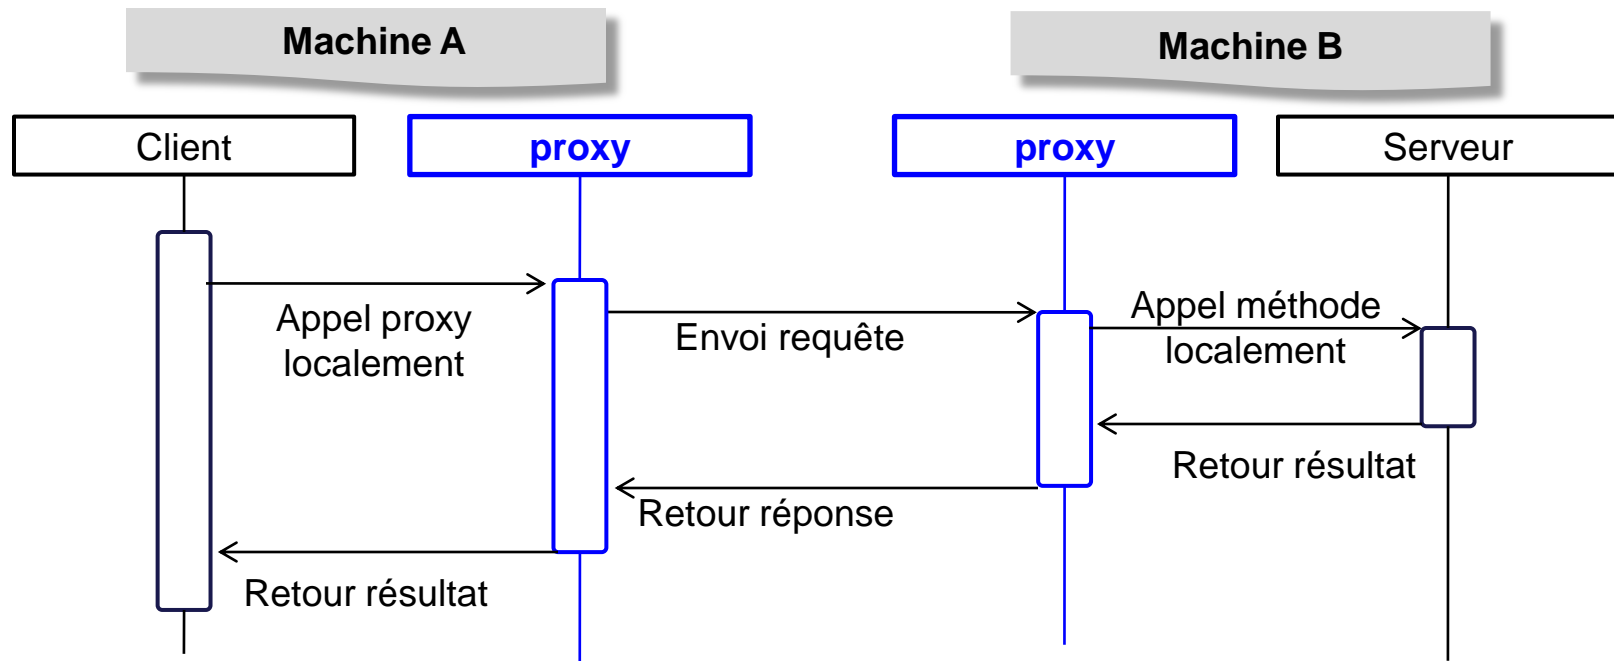 Machine A
Machine B
Client
proxy
proxy
Serveur
Appel proxy
localement
Envoi requête
Appel méthode
localement
Retour résultat
Retour réponse
Retour résultat